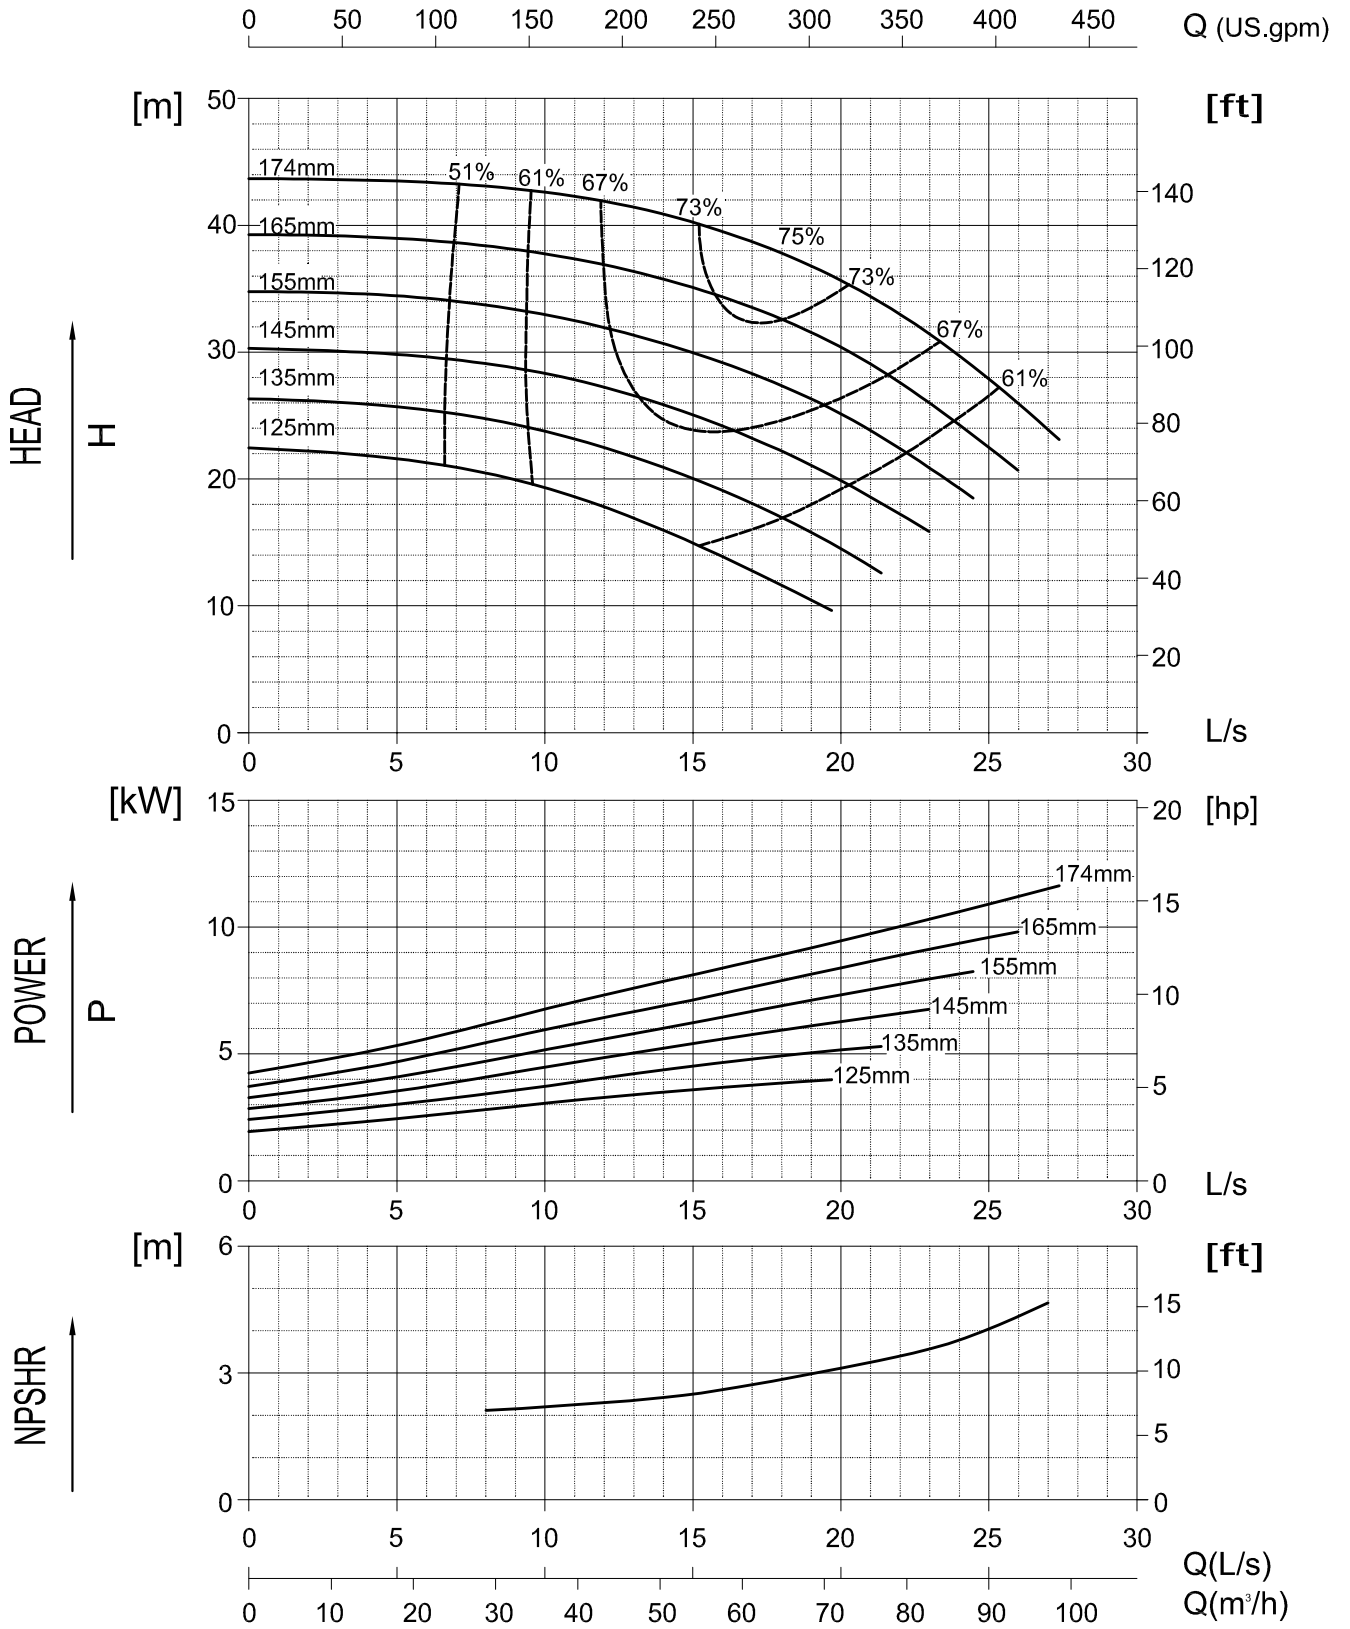 0 50 100 150 200 250 300 350 400 450 Q (US.gpm)
[m] 50 [ft]
174mm 51% 61% 67%
140
73%
40 165mm 75%
120
155mm 73%
145mm 67%
30 100
135mm 61%
HEAD
H
125mm 80
20
60
40
10
20
0 L/s
0 5 10 15 20 25 30
[kW] 15 20 [hp]
174mm
15
10 165mm
155mm
POWER
P
10
145mm
5 135mm
125mm 5
0 0 L/s
0 5 10 15 20 25 30
[m] 6 [ft]
15
3 10
NPSHR
5
0 0
0 5 10 15 20 25 30
Q(L/s)
0 10 20 30 40 50 60 70 80 90 100 Q(m³/h)